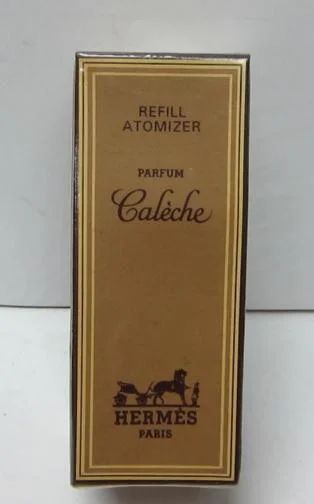 REFILL
ATOMIZER
PARFUM
Calèche
HERMÈS
PARIS